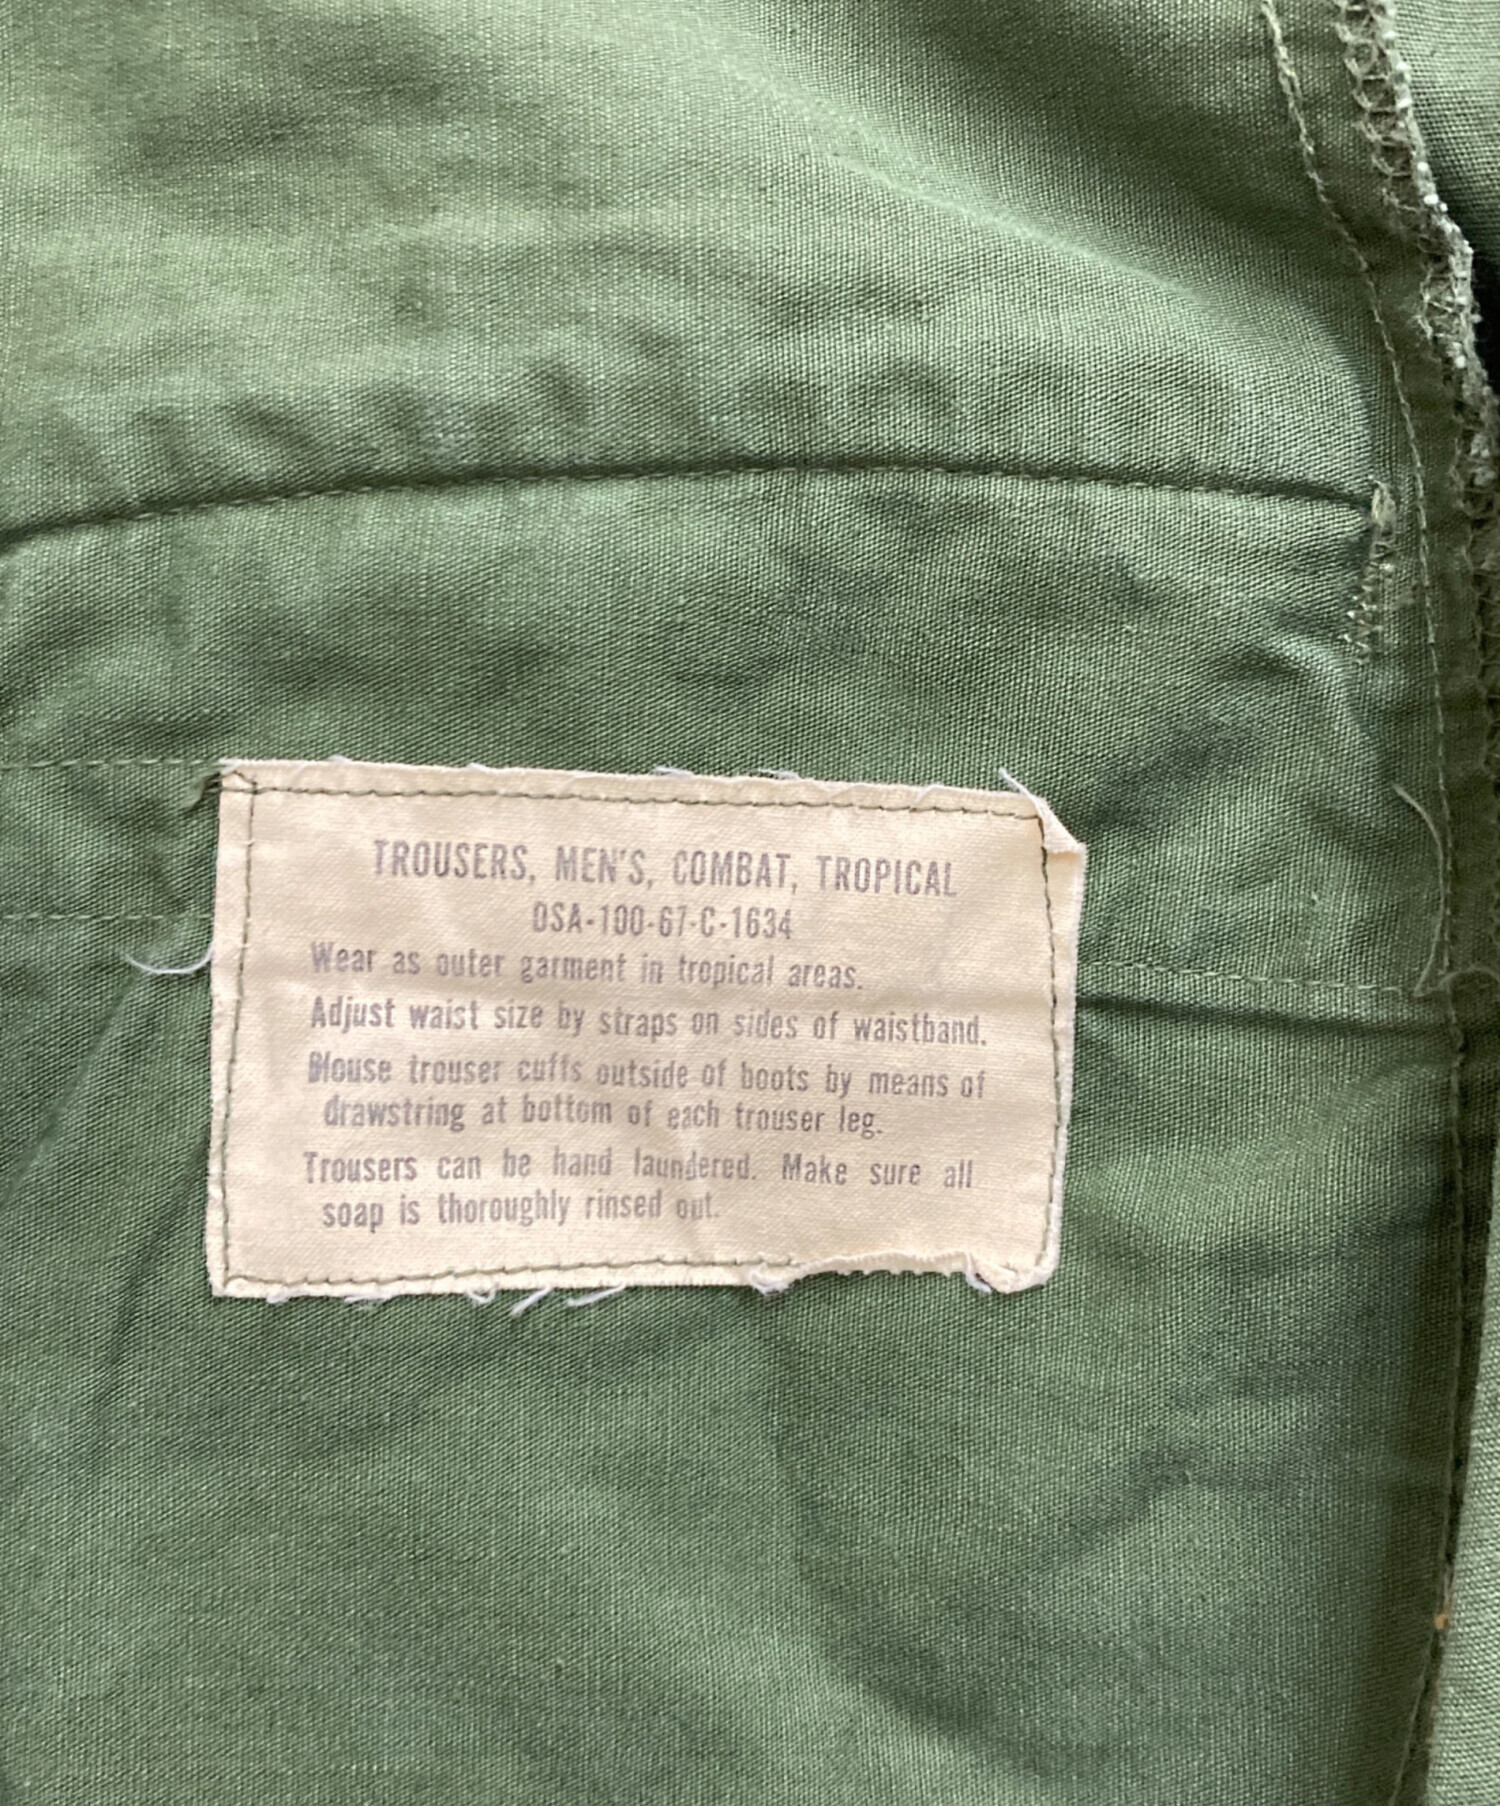 TROUSERS, MEN'S, COMBAT, TROPICAL
DSA-100-67-C-1634
Wear as outer garment in tropical areas.
Adjust waist size by straps on sides of waistband.
Blouse trouser cuffs outside of boots by means of
drawstring at bottom of each trouser leg.
Trousers can be hand laundered. Make sure all
soap is thoroughly rinsed out.